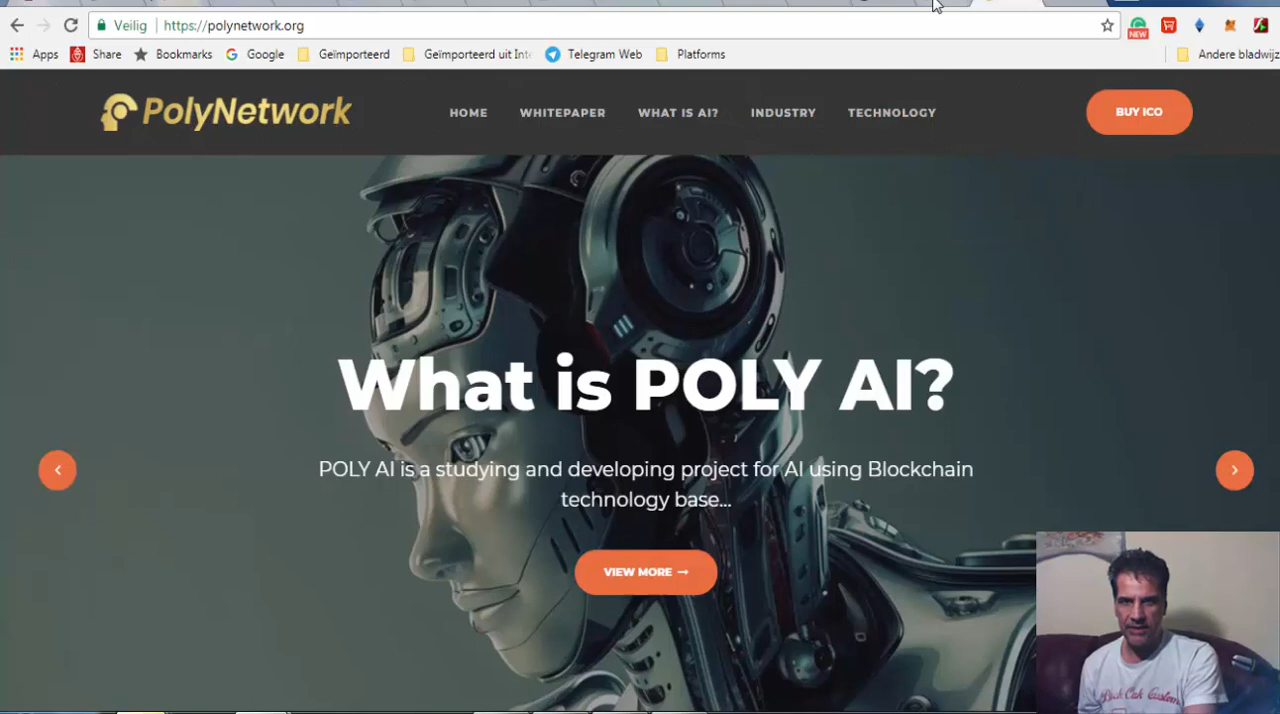 Veilig
https://polynetwork.org
NEW
Apps
Share
Bookmarks
Google
Geïmporteerd
Geïmporteerd uit Int
Telegram Web
Platforms
Andere bladwijz
PolyNetwork
HOME
WHITEPAPER
WHAT IS AI?
INDUSTRY
TECHNOLOGY
BUY ICO
What is POLY AI?
POLY AI is a studying and developing project for AI using Blockchain
technology base...
VIEW MORE